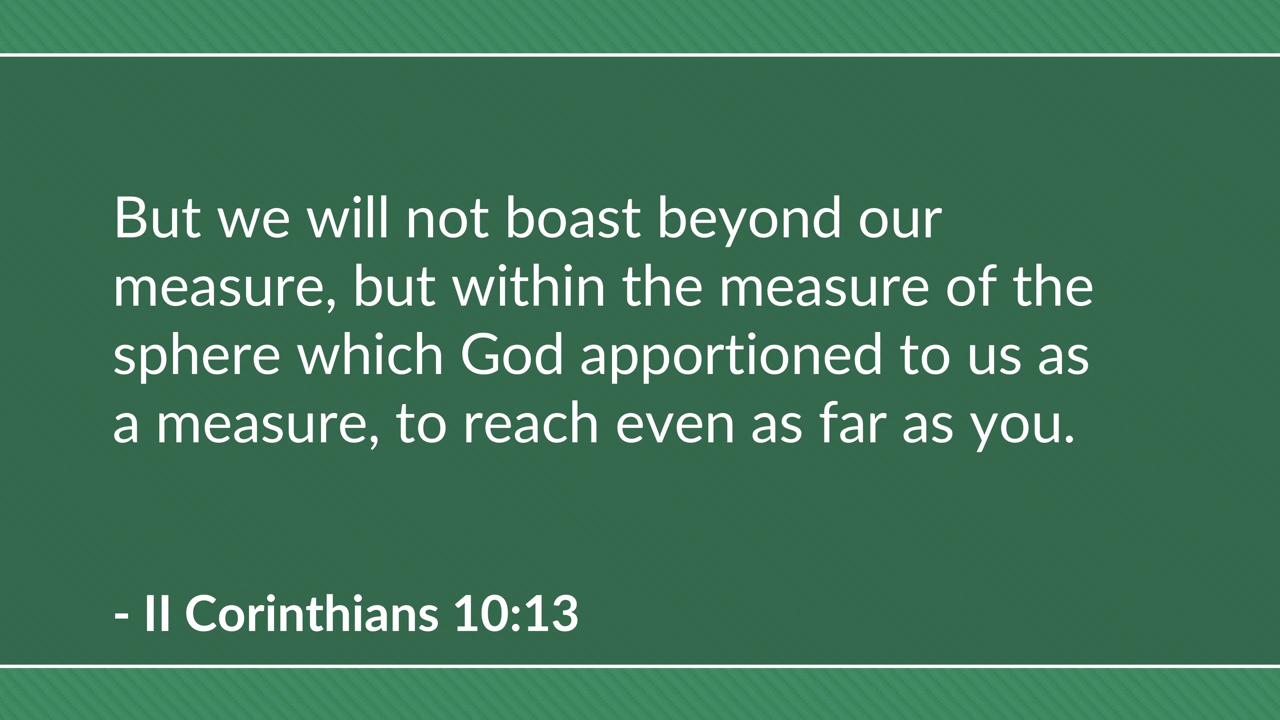 But we will not boast beyond our
measure, but within the measure of the
sphere which God apportioned to us as
a measure, to reach even as far as you.
- II Corinthians 10:13